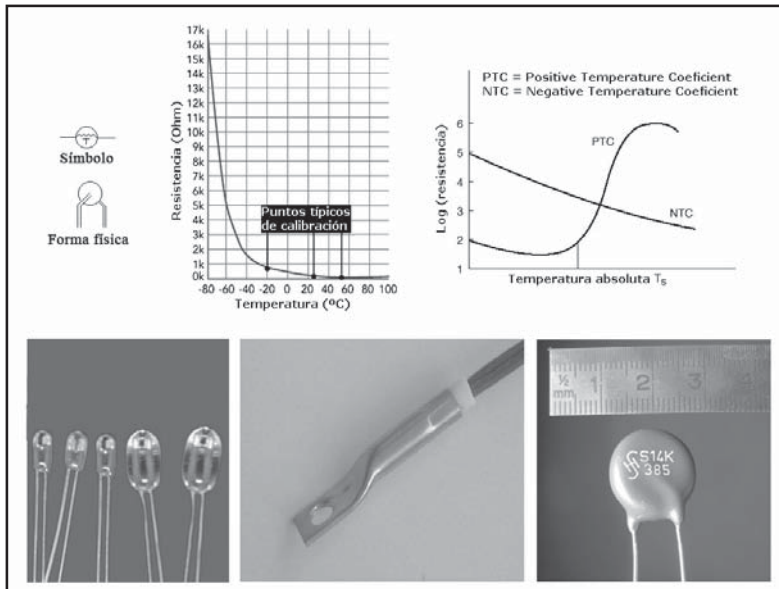 17k
16k
15k
14k
13k
12k
11k
10k
9k
8k
7k
6k
5k
4k
3k
2k
1k
0k
Resistencia (Ohm)
-80 -60 -40 -20 0 20 40 60 80 100
Temperatura (ºC)
Puntos típicos
de calibración
Símbolo
Forma física
T
PTC = Positive Temperature Coeficient
NTC = Negative Temperature Coeficient
6
5
4
3
2
1
Log (resistencia)
PTC
NTC
Temperatura absoluta T5
½
mm
1 2 3 4
S14K
385